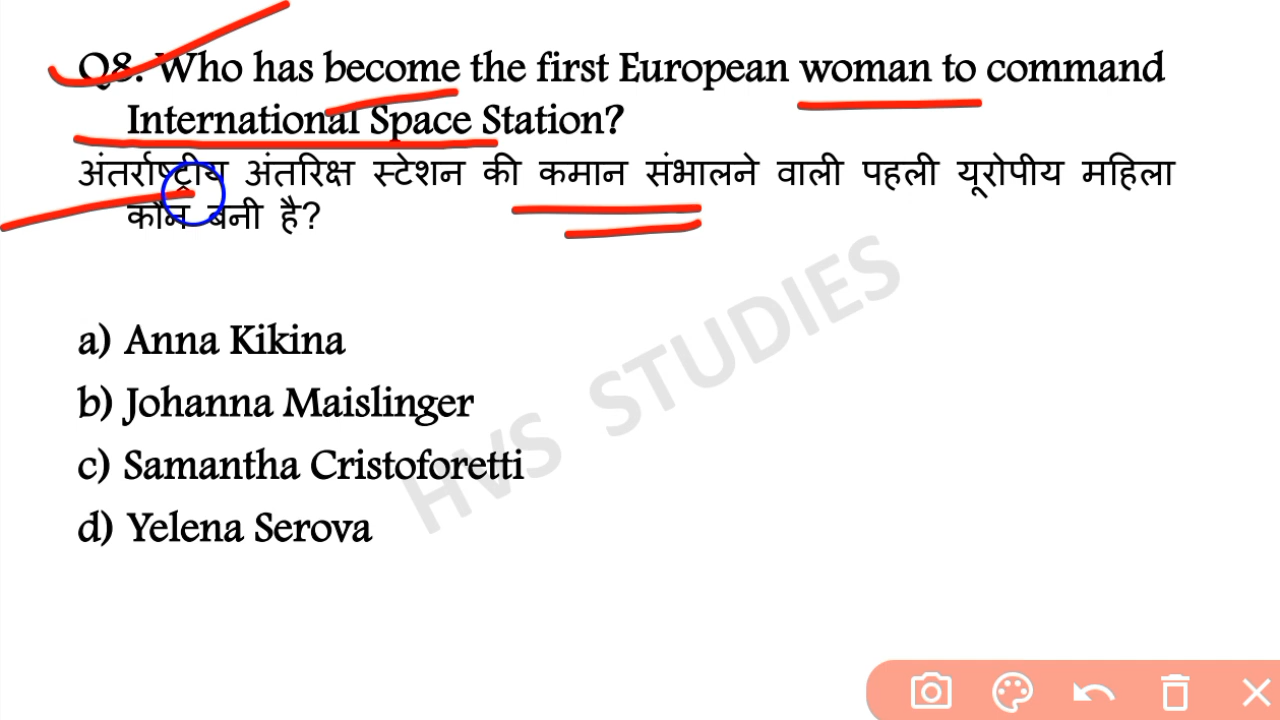 Q8. Who has become the first European woman to command
International Space Station?
अंतर्राष्ट्रीय अंतरिक्ष स्टेशन की कमान संभालने वाली पहली यूरोपीय महिला
कौन बनी है?
a) Anna Kikina
b) Johanna Maislinger
c) Samantha Cristoforetti
d) Yelena Serova
HVS STUDIES